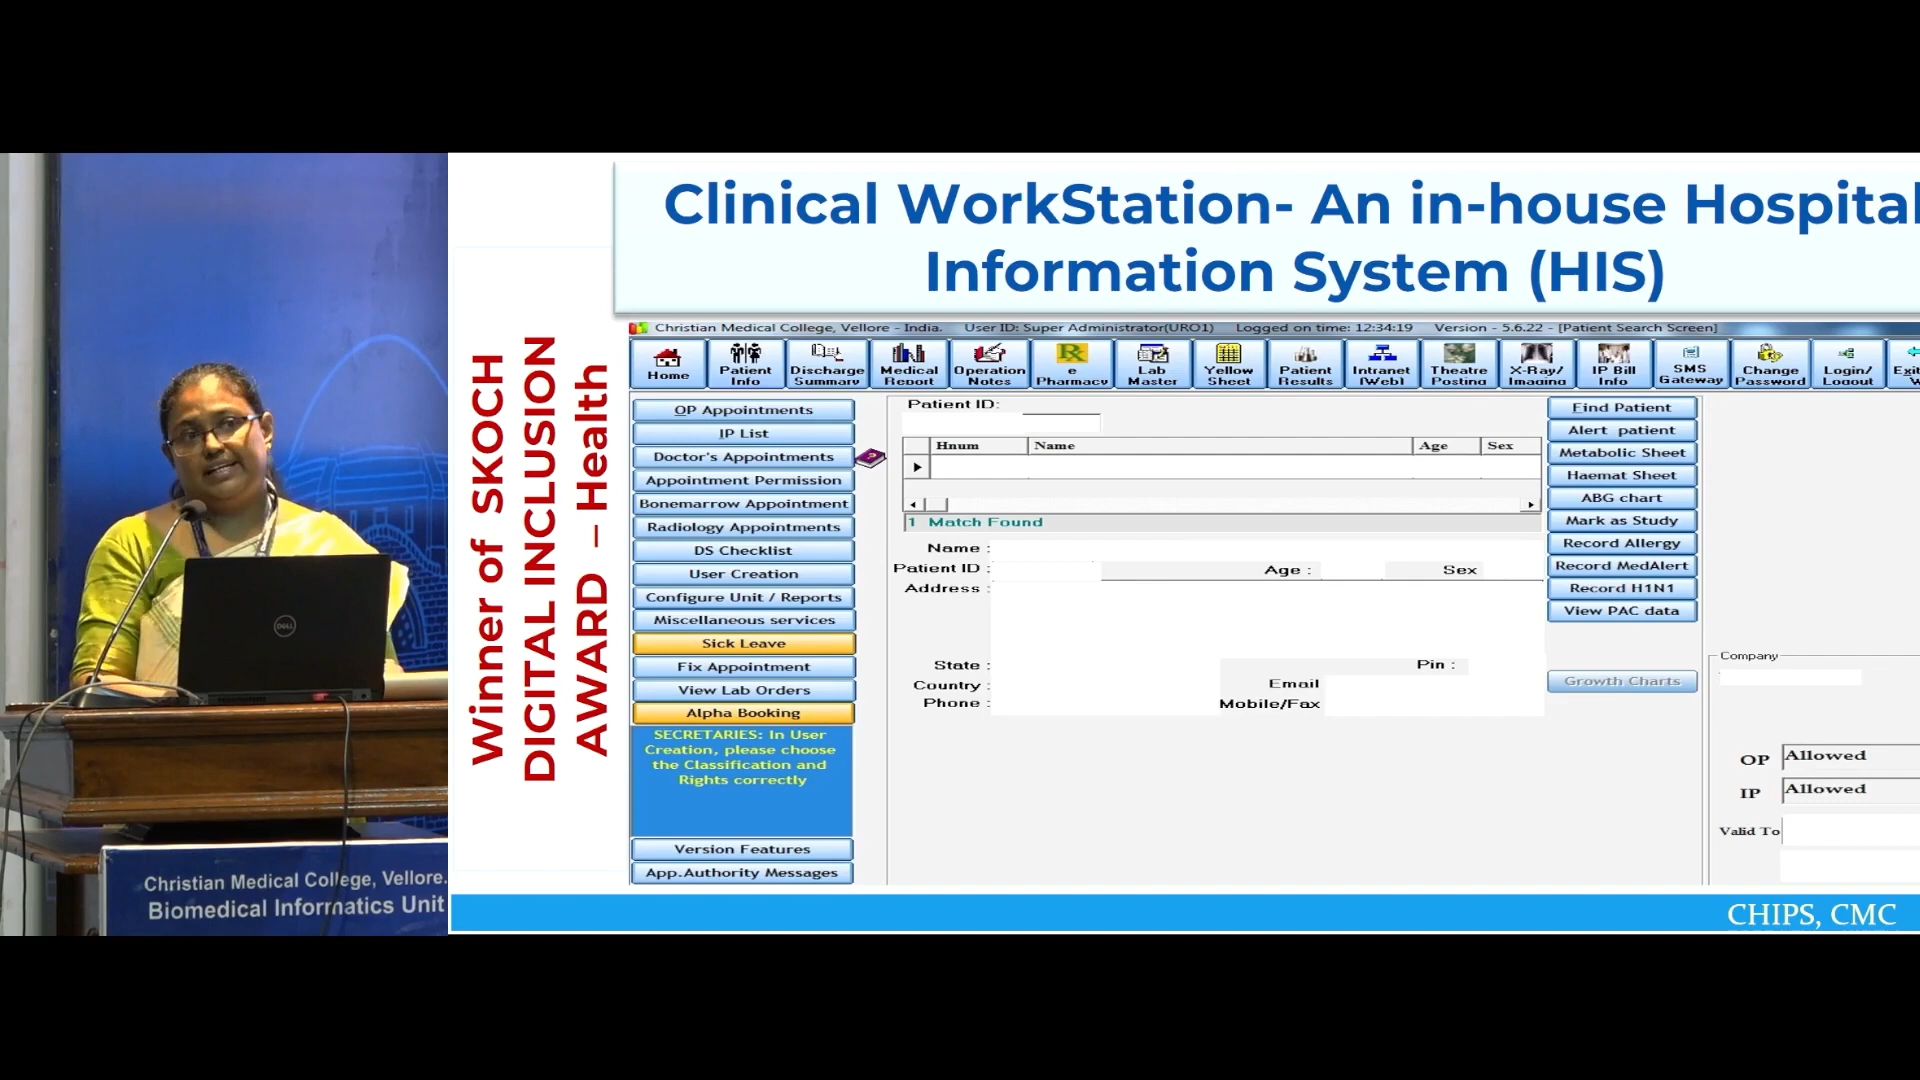 Clinical WorkStation- An in-house Hospital
Information System (HIS)
Winner of SKOCH
DIGITAL INCLUSION
AWARD – Health
Christian Medical College, Vellore - India. User ID: Super Administrator(URO1) Logged on time: 12:34:19 Version - 5.6.22 - [Patient Search Screen]
Home
Patient Info
Discharge Summary
Medical Report
Operation Notes
e Pharmacy
Lab Master
Yellow Sheet
Patient Results
Intranet (Web)
Theatre Posting
X-Ray/ Imaging
IP Bill Info
SMS Gateway
Change Password
Login/ Logout
OP Appointments
IP List
Doctor's Appointments
Appointment Permission
Bonemarrow Appointment
Radiology Appointments
DS Checklist
User Creation
Configure Unit / Reports
Miscellaneous services
Sick Leave
Fix Appointment
View Lab Orders
Alpha Booking
SECRETARIES: In User
Creation, please choose
the Classification and
Rights correctly
Version Features
App.Authority Messages
Patient ID:
Hnum Name Age Sex
1 Match Found
Name :
Patient ID : Age : Sex
Address :
State : Pin :
Country : Email
Phone : Mobile/Fax
Find Patient
Alert patient
Metabolic Sheet
Haemat Sheet
ABG chart
Mark as Study
Record Allergy
Record MedAlert
Record H1N1
View PAC data
Growth Charts
Company
OP Allowed
IP Allowed
Valid To
CHIPS, CMC
DELL
Christian Medical College, Vellore.
Biomedical Informatics Unit